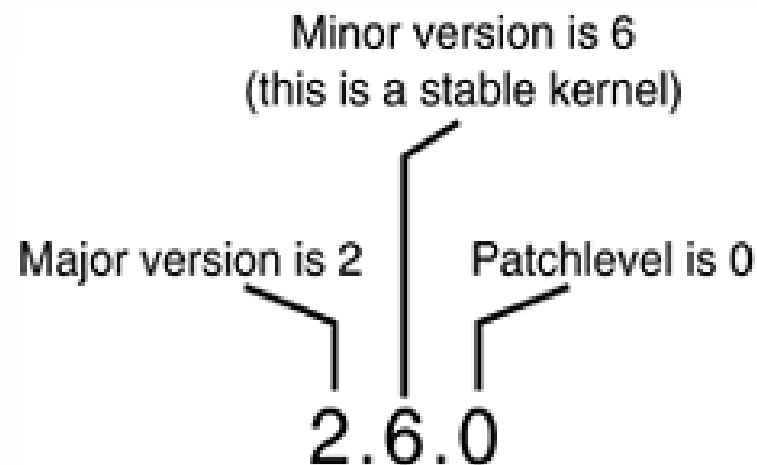 Minor version is 6
(this is a stable kernel)
Major version is 2
Patchlevel is 0
2.6.0